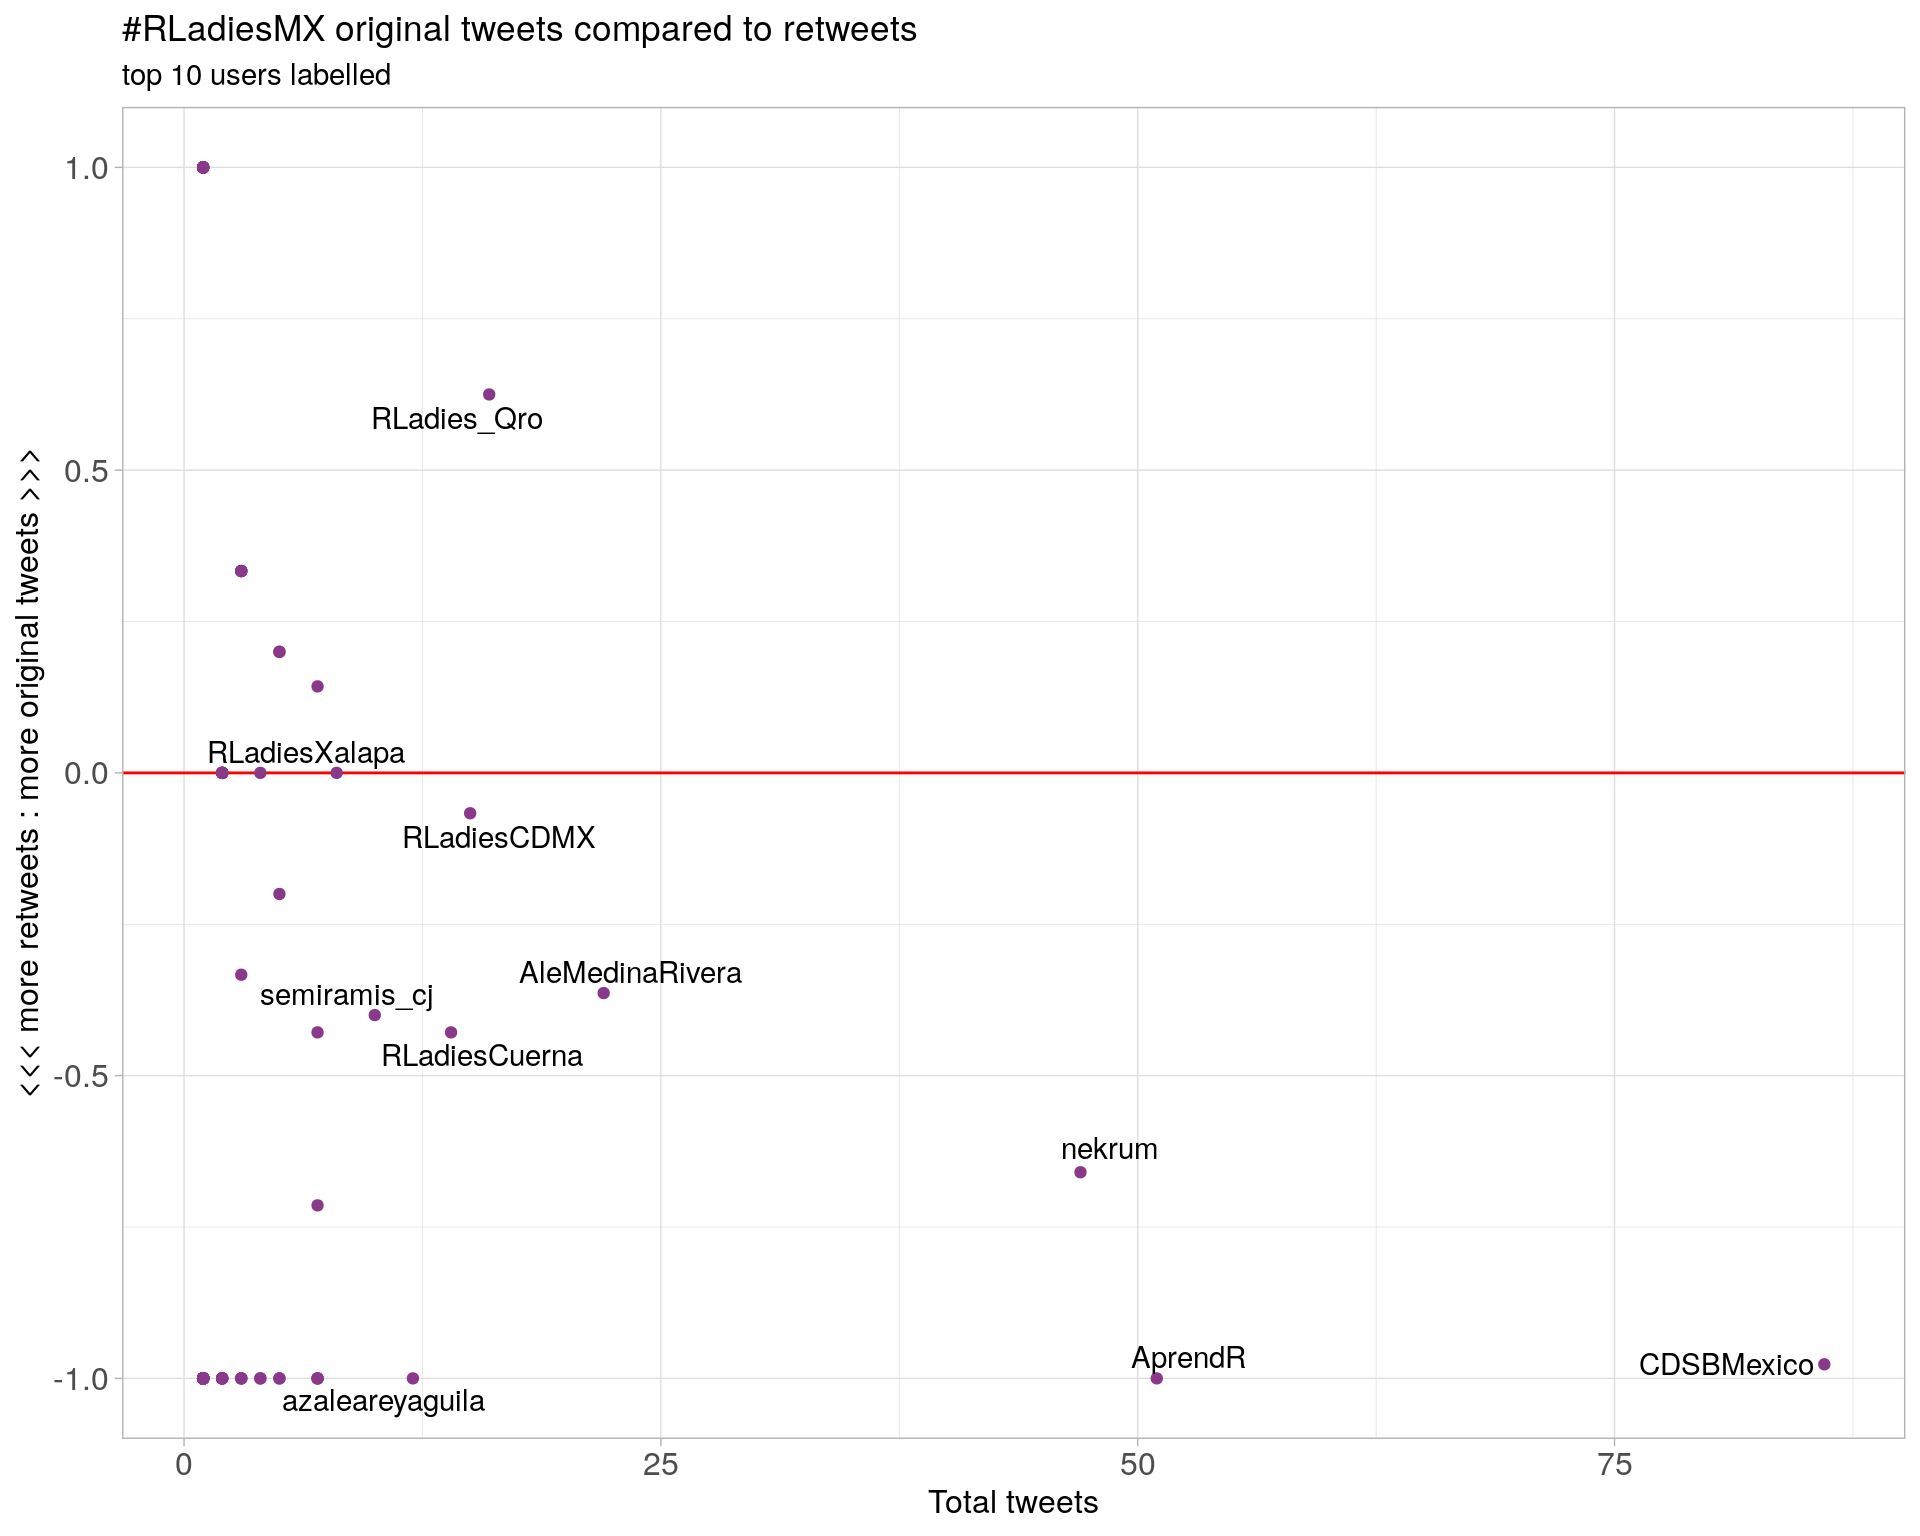 #RLadiesMX original tweets compared to retweets
top 10 users labelled
<<< more retweets : more original tweets >>>
1.0
0.5
0.0
-0.5
-1.0
RLadies_Qro
RLadiesXalapa
RLadiesCDMX
AleMedinaRivera
semiramis_cj
RLadiesCuerna
nekrum
AprendR
CDSBMexico
azaleareyaguila
0 25 50 75
Total tweets